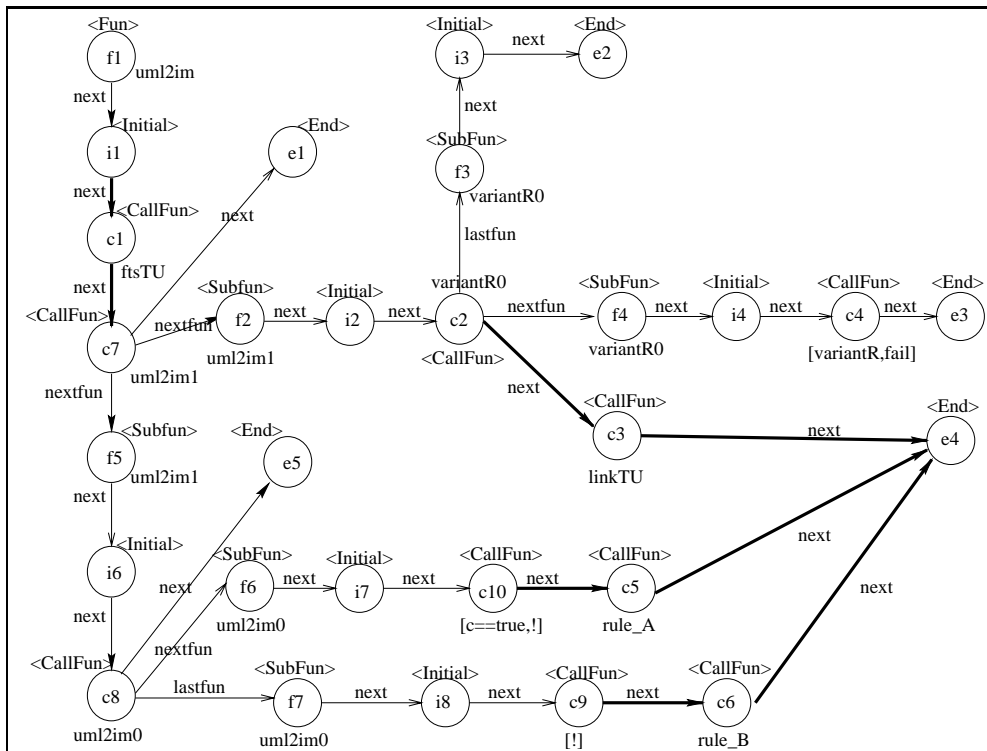 <Fun>
<Initial>
<End>
f1
i3
next
e2
uml2im
next
next
<Initial>
<End>
<SubFun>
i1
e1
f3
next
variantR0
<CallFun>
c1
next
lastfun
ftsTU
next
<Subfun>
<Initial>
variantR0
<SubFun>
<Initial>
<CallFun>
<End>
<CallFun>
nextfun
f2
next
i2
next
c2
nextfun
f4
next
i4
next
c4
next
e3
c7
uml2im1
uml2im1
<CallFun>
variantR0
[variantR,fail]
nextfun
next
<CallFun>
<End>
<Subfun>
<End>
c3
next
e4
f5
e5
uml2im1
linkTU
next
<Initial>
<SubFun>
<Initial>
<CallFun>
<CallFun>
next
i6
next
f6
next
i7
next
c10
next
c5
next
next
uml2im0
[c==true,!]
rule_A
nextfun
<CallFun>
<SubFun>
<Initial>
<CallFun>
<CallFun>
c8
lastfun
f7
next
i8
next
c9
next
c6
uml2im0
uml2im0
[!]
rule_B